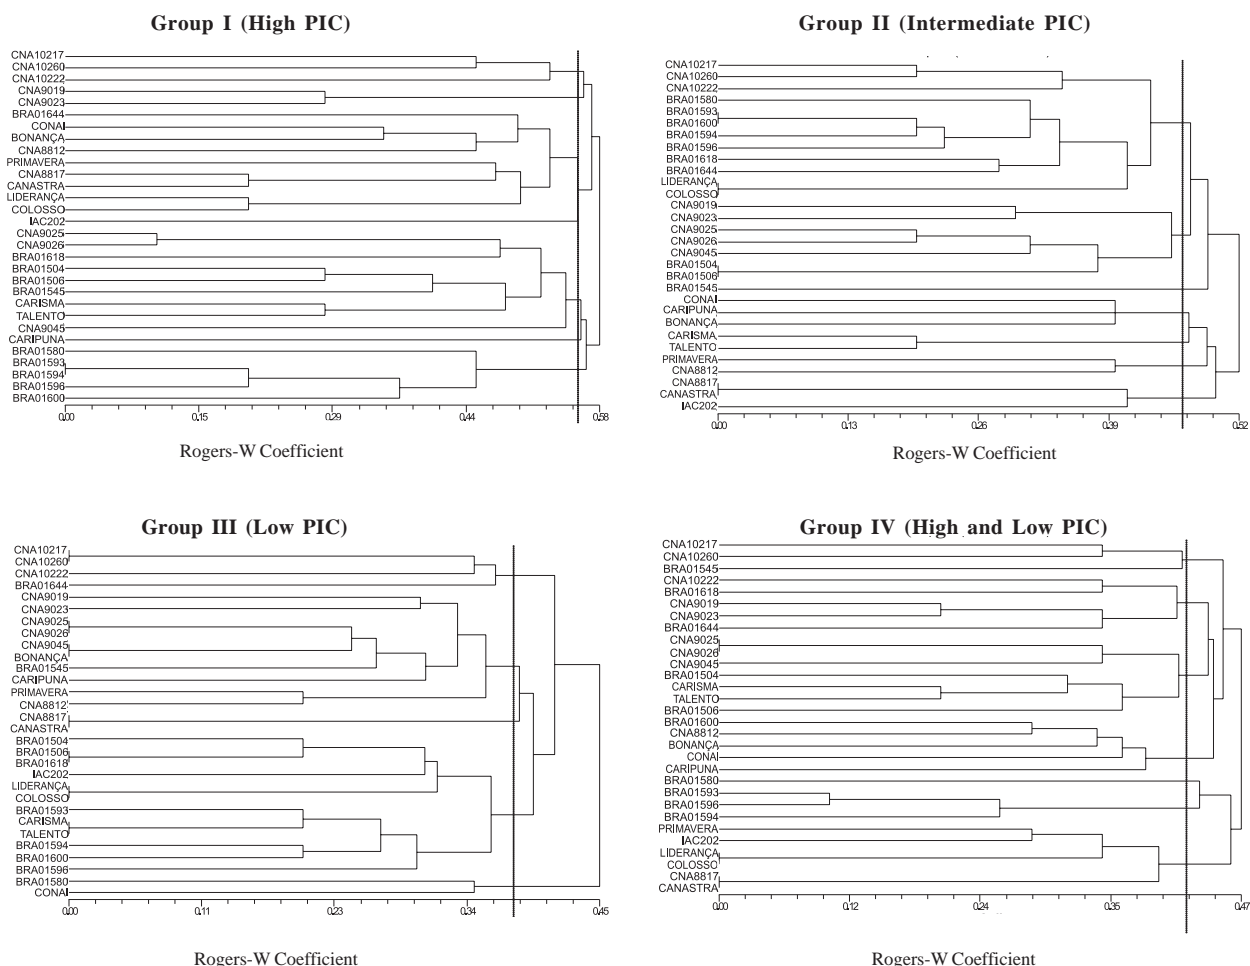 Group I (High PIC)
CNA10217
CNA10260
CNA10222
CNA9019
CNA9023
BRA01644
CONAI
BONANÇA
CNA8812
PRIMAVERA
CNA8817
CANASTRA
LIDERANÇA
COLOSSO
IAC202
CNA9025
CNA9026
BRA01618
BRA01504
BRA01506
BRA01545
CARISMA
TALENTO
CNA9045
CARIPUNA
BRA01580
BRA01593
BRA01594
BRA01596
BRA01600
0.00 0.15 0.29 0.44 0.58
Rogers-W Coefficient
Group II (Intermediate PIC)
CNA10217
CNA10260
CNA10222
BRA01580
BRA01593
BRA01600
BRA01594
BRA01596
BRA01618
BRA01644
LIDERANÇA
COLOSSO
CNA9019
CNA9023
CNA9025
CNA9026
CNA9045
BRA01504
BRA01506
BRA01545
CONAI
CARIPUNA
BONANÇA
CARISMA
TALENTO
PRIMAVERA
CNA8812
CNA8817
CANASTRA
IAC202
0.00 0.13 0.26 0.39 0.52
Rogers-W Coefficient
Group III (Low PIC)
CNA10217
CNA10260
CNA10222
BRA01644
CNA9019
CNA9023
CNA9025
CNA9026
CNA9045
BONANÇA
BRA01545
CARIPUNA
PRIMAVERA
CNA8812
CNA8817
CANASTRA
BRA01504
BRA01506
BRA01618
IAC202
LIDERANÇA
COLOSSO
BRA01593
CARISMA
TALENTO
BRA01594
BRA01600
BRA01596
BRA01580
CONAI
0.00 0.11 0.23 0.34 0.45
Rogers-W Coefficient
Group IV (High and Low PIC)
CNA10217
CNA10260
BRA01545
CNA10222
BRA01618
CNA9019
CNA9023
BRA01644
CNA9025
CNA9026
CNA9045
BRA01504
CARISMA
TALENTO
BRA01506
BRA01600
CNA8812
BONANÇA
CONAI
CARIPUNA
BRA01580
BRA01593
BRA01596
BRA01594
PRIMAVERA
IAC202
LIDERANÇA
COLOSSO
CNA8817
CANASTRA
0.00 0.12 0.24 0.35 0.47
Rogers-W Coefficient